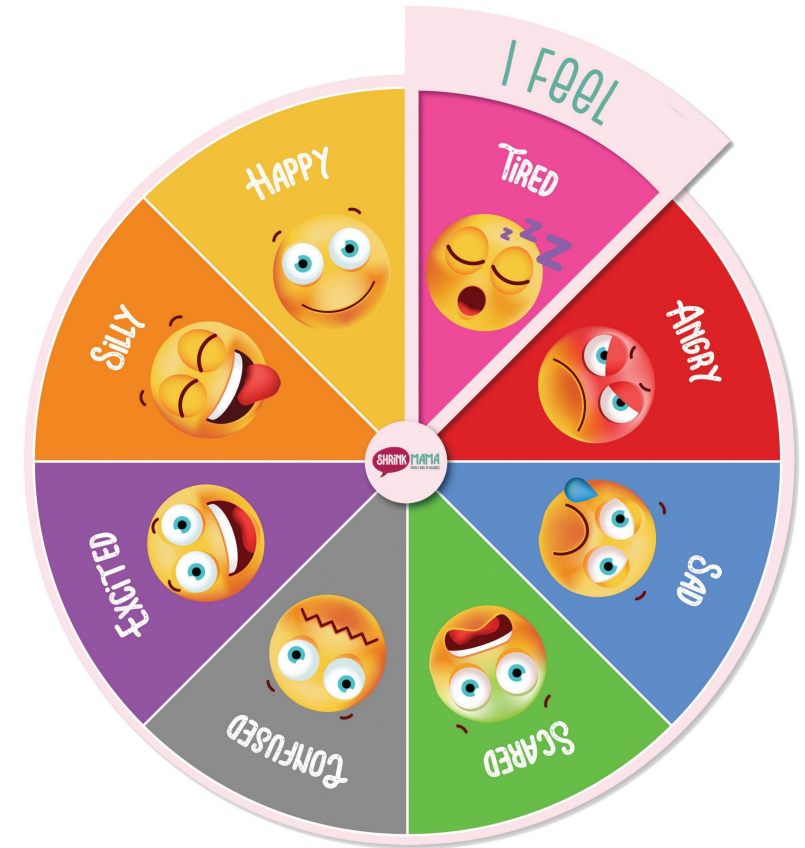 I FEEL
TIRED
ANGRY
SAD
SCARED
CONFUSED
EXCITED
SILLY
HAPPY
SHRINK MAMA
Z Z Z